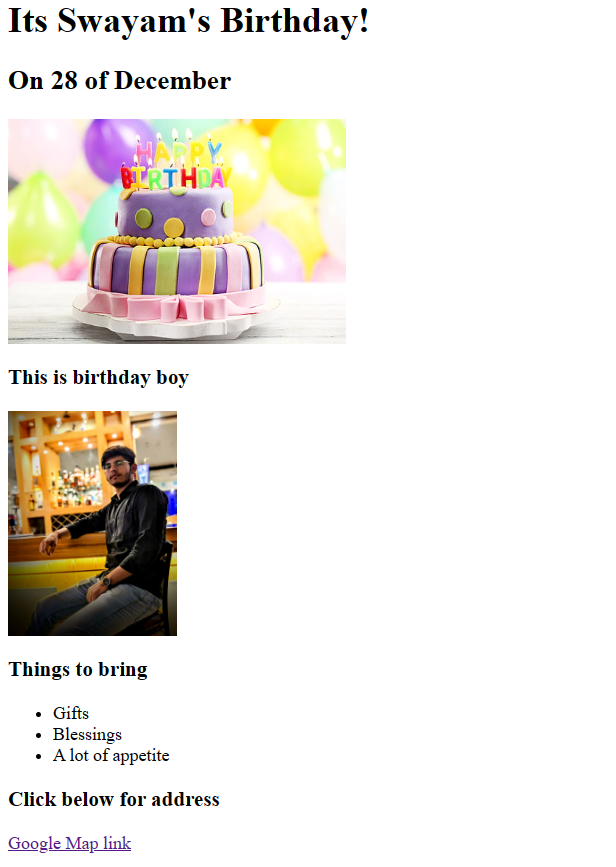 Its Swayam's Birthday!
On 28 of December
HAPPY
BIRTHDAY
This is birthday boy
Things to bring
Gifts
Blessings
A lot of appetite
Click below for address
Google Map link